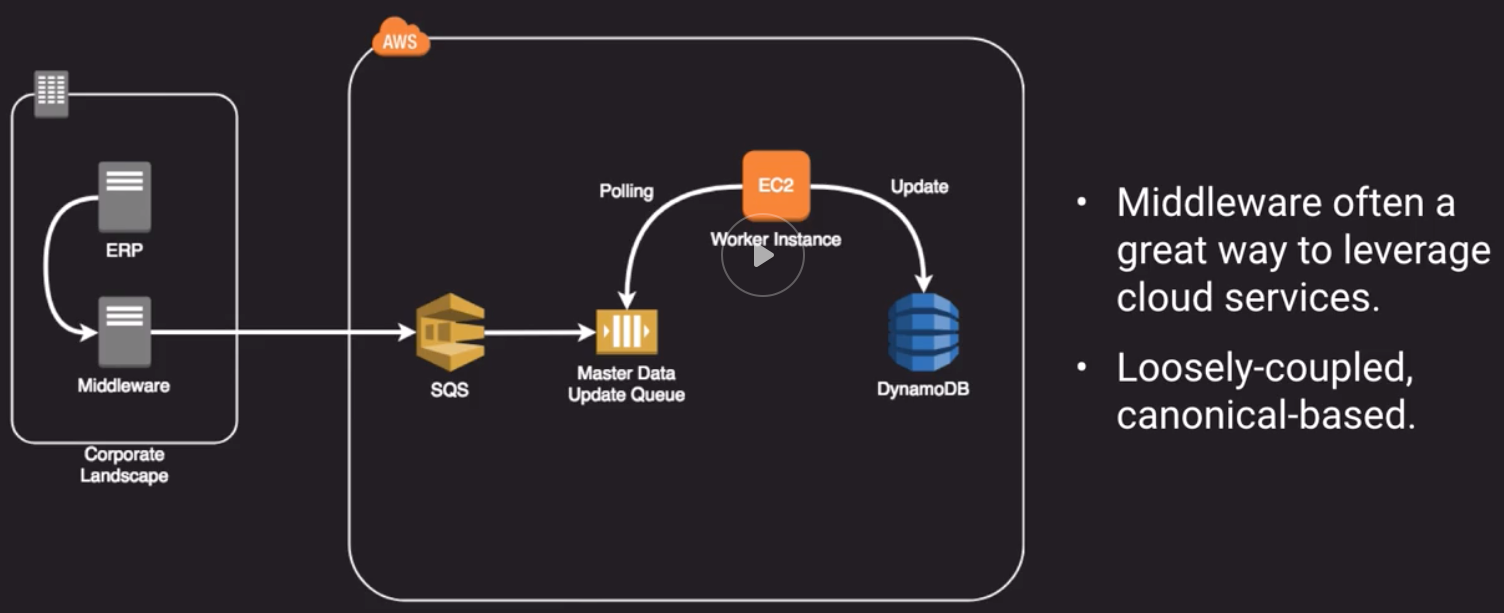 AWS
ERP
Middleware
Corporate
Landscape
SQS
Polling
Master Data
Update Queue
EC2
Worker Instance
Update
DynamoDB
• Middleware often a
great way to leverage
cloud services.
• Loosely-coupled,
canonical-based.